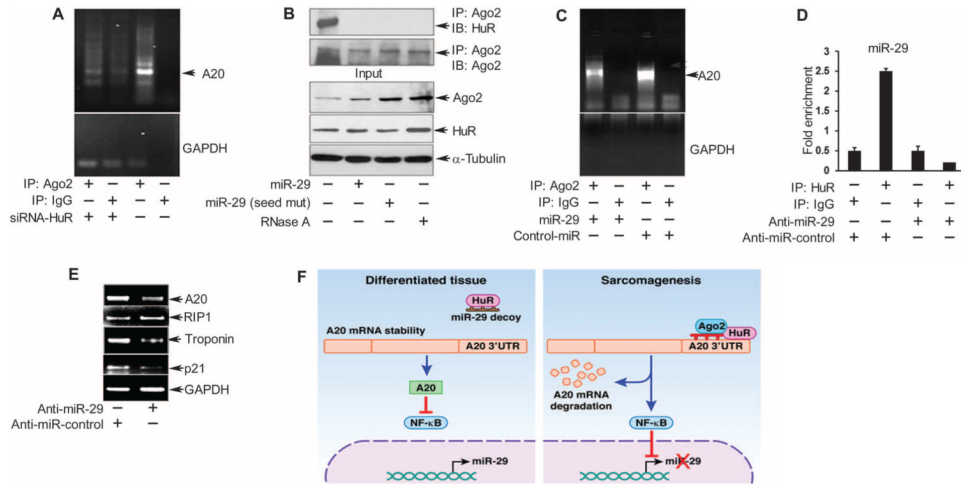 A
A20
GAPDH
IP: Ago2 + − + −
IP: IgG − + − +
siRNA-HuR + + − −
B
IP: Ago2
IB: HuR
IP: Ago2
IB: Ago2
Input
Ago2
HuR
α-Tubulin
miR-29 − + − −
miR-29 (seed mut) − − + −
RNase A − − − +
C
A20
GAPDH
IP: Ago2 + − + −
IP: IgG − + − +
miR-29 + + − −
Control-miR − − + +
D
miR-29
Fold enrichment
3
2.5
2
1.5
0.5
0
IP: HuR − + − +
IP: IgG + − + −
Anti-miR-29 − − + +
Anti-miR-control + + − −
E
A20
RIP1
Troponin
p21
GAPDH
Anti-miR-29 − +
Anti-miR-control + −
F
Differentiated tissue
HuR
miR-29 decoy
A20 mRNA stability
A20 3'UTR
A20
NF-κB
miR-29
Sarcomagenesis
Ago2
HuR
A20 3'UTR
A20 mRNA
degradation
NF-κB
miR-29